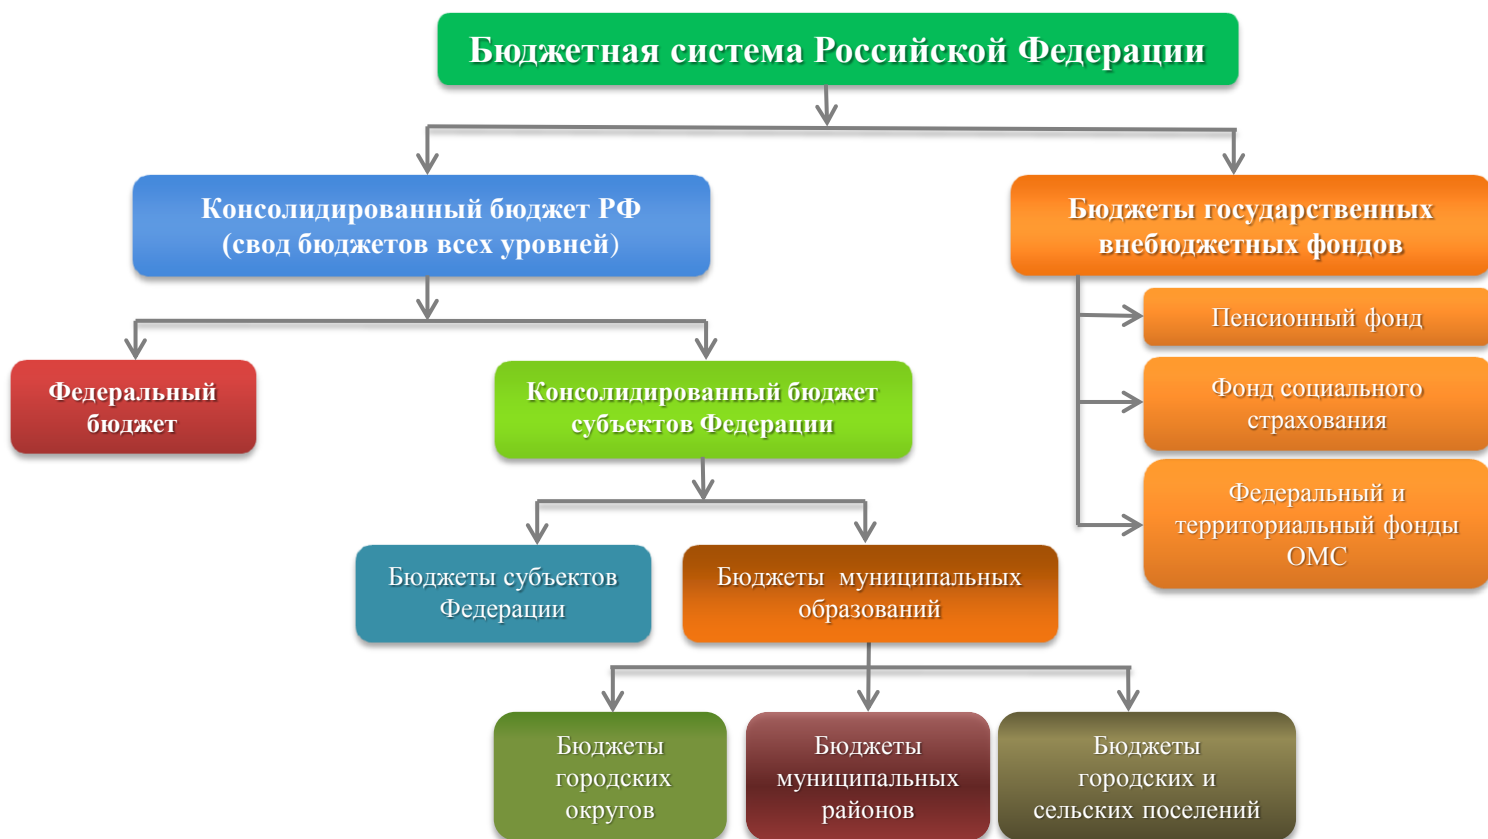 Бюджетная система Российской Федерации
Консолидированный бюджет РФ
(свод бюджетов всех уровней)
Бюджеты государственных
внебюджетных фондов
Пенсионный фонд
Фонд социального
страхования
Федеральный и
территориальный фонды
ОМС
Федеральный
бюджет
Консолидированный бюджет
субъектов Федерации
Бюджеты субъектов
Федерации
Бюджеты муниципальных
образований
Бюджеты
городских
округов
Бюджеты
муниципальных
районов
Бюджеты
городских и
сельских поселений